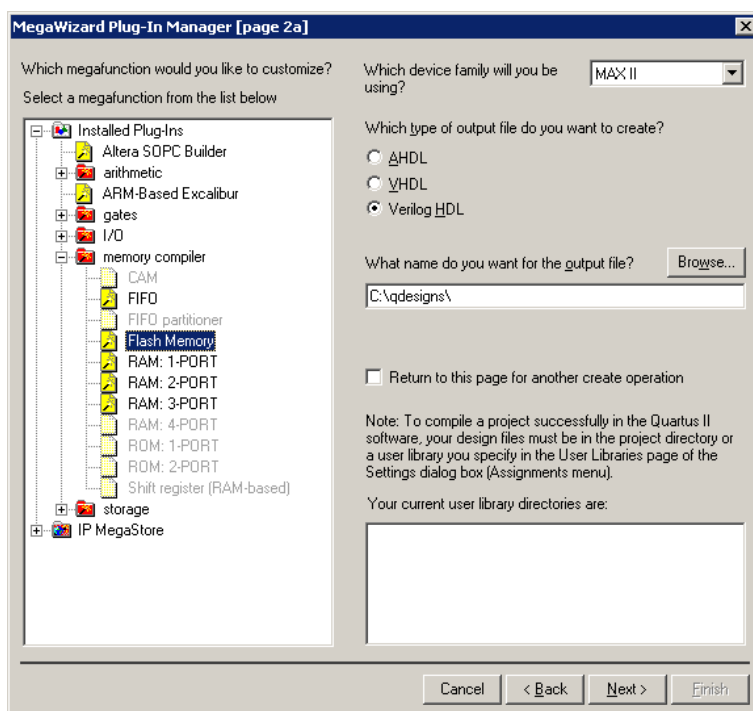 MegaWizard Plug-In Manager [page 2a]
Which megafunction would you like to customize?
Select a megafunction from the list below
Installed Plug-Ins
Altera SOPC Builder
arithmetic
ARM-Based Excalibur
gates
I/O
memory compiler
CAM
FIFO
FIFO partitioner
Flash Memory
RAM: 1-PORT
RAM: 2-PORT
RAM: 3-PORT
RAM: 4-PORT
ROM: 1-PORT
ROM: 2-PORT
Shift register (RAM-based)
storage
IP MegaStore
Which device family will you be
using?
MAX II
Which type of output file do you want to create?
AHDL
VHDL
Verilog HDL
What name do you want for the output file?
Browse...
C:\qdesigns\
Return to this page for another create operation
Note: To compile a project successfully in the Quartus II
software, your design files must be in the project directory or
a user library you specify in the User Libraries page of the
Settings dialog box (Assignments menu).
Your current user library directories are:
Cancel
< Back
Next >
Finish